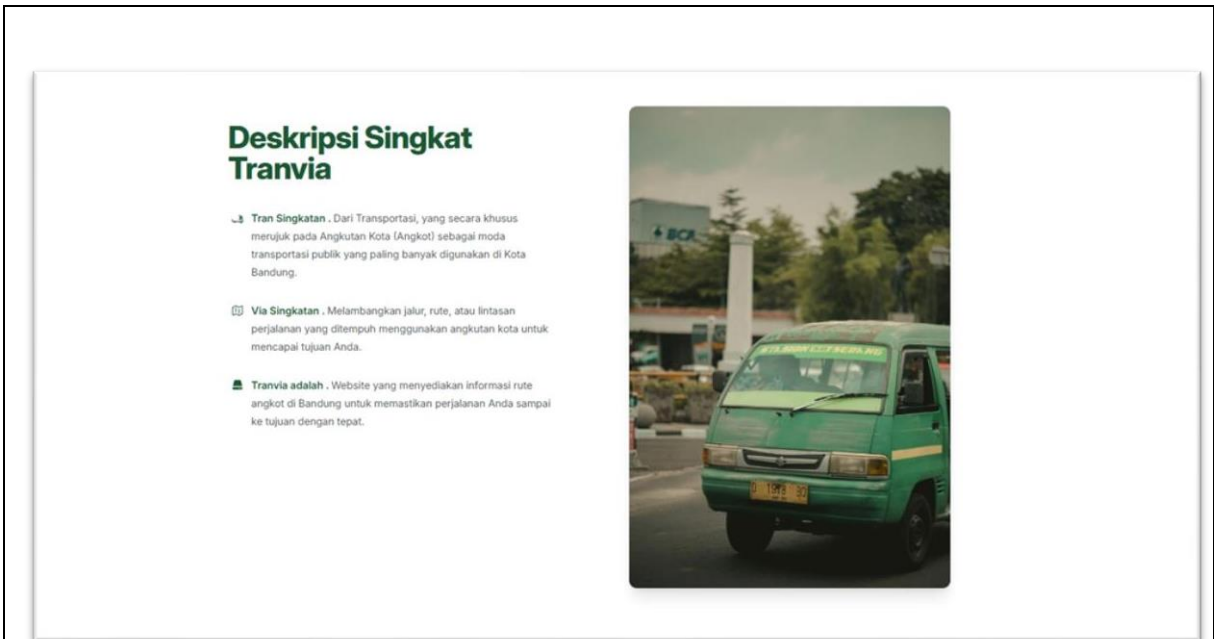 Deskripsi Singkat
Tranvia
Tran Singkatan . Dari Transportasi, yang secara khusus
merujuk pada Angkutan Kota (Angkot) sebagai moda
transportasi publik yang paling banyak digunakan di Kota
Bandung.
Via Singkatan . Melambangkan jalur, rute, atau lintasan
perjalanan yang ditempuh menggunakan angkutan kota untuk
mencapai tujuan Anda.
Tranvia adalah . Website yang menyediakan informasi rute
angkot di Bandung untuk memastikan perjalanan Anda sampai
ke tujuan dengan tepat.
BCA